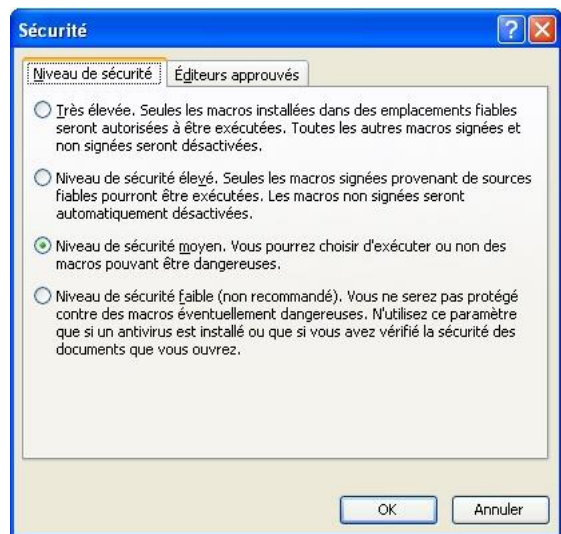 Sécurité
Niveau de sécurité
Éditeurs approuvés
Très élevée. Seules les macros installées dans des emplacements fiables
seront autorisées à être exécutées. Toutes les autres macros signées et
non signées seront désactivées.
Niveau de sécurité élevé. Seules les macros signées provenant de sources
fiables pourront être exécutées. Les macros non signées seront
automatiquement désactivées.
Niveau de sécurité moyen. Vous pourrez choisir d'exécuter ou non des
macros pouvant être dangereuses.
Niveau de sécurité faible (non recommandé). Vous ne serez pas protégé
contre des macros éventuellement dangereuses. N'utilisez ce paramètre
que si un antivirus est installé ou que si vous avez vérifié la sécurité des
documents que vous ouvrez.
OK
Annuler